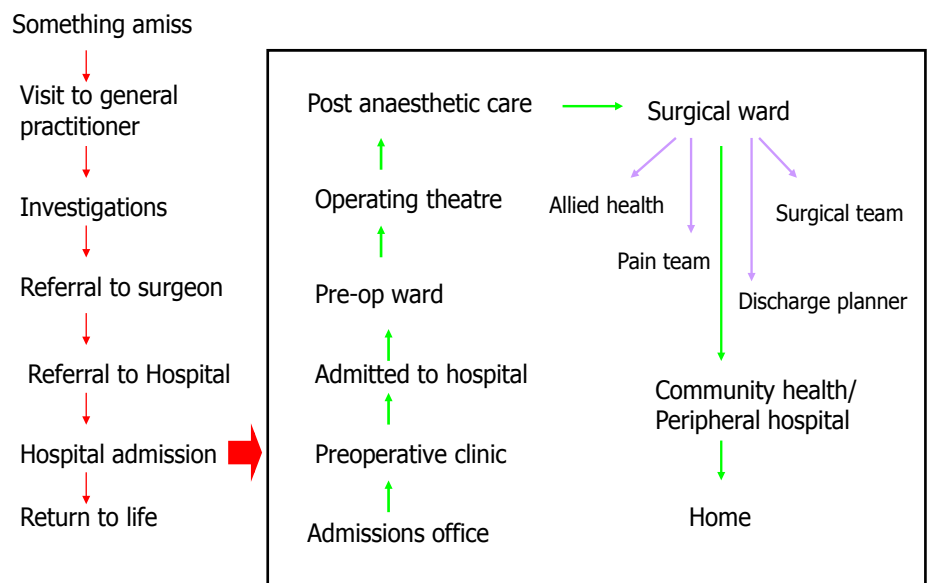 Something amiss
Visit to general
practitioner
Investigations
Referral to surgeon
Referral to Hospital
Hospital admission
Return to life
Post anaesthetic care
Operating theatre
Pre-op ward
Admitted to hospital
Preoperative clinic
Admissions office
Surgical ward
Allied health
Surgical team
Pain team
Discharge planner
Community health/
Peripheral hospital
Home